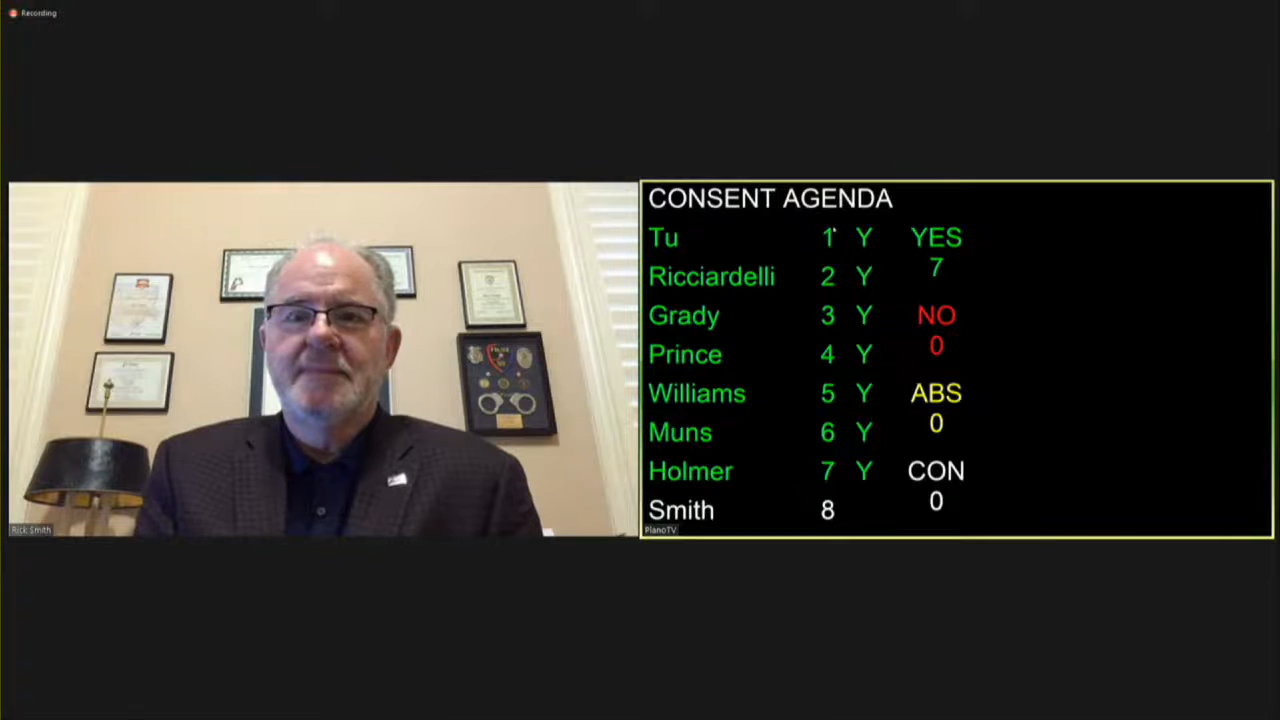 Recording
CONSENT AGENDA
Tu 1 Y YES
7
Ricciardelli 2 Y
Grady 3 Y NO
0
Prince 4 Y
Williams 5 Y ABS
0
Muns 6 Y
Holmer 7 Y CON
0
Smith 8
Rick Smith
PlanoTV
POLICE